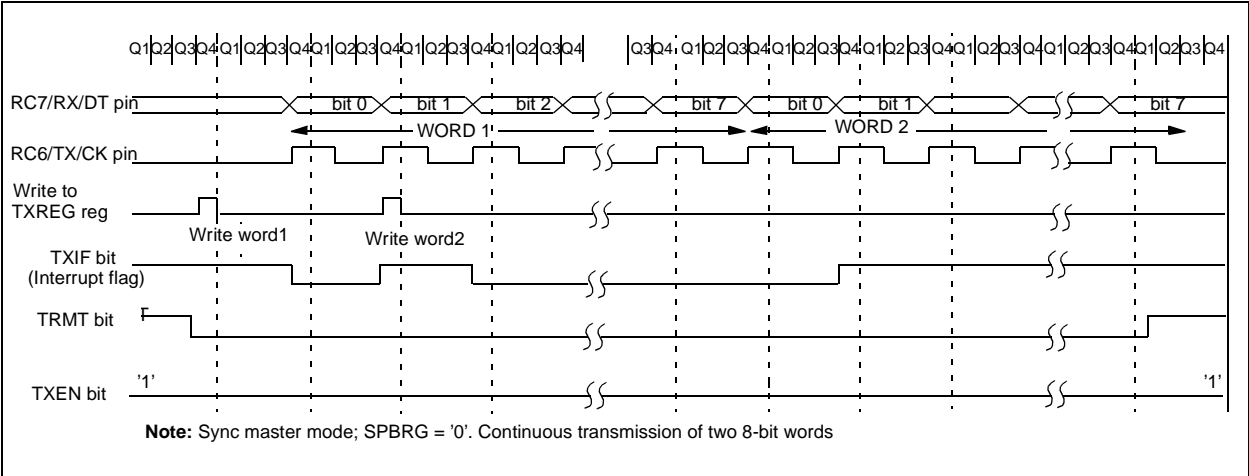 Q1 Q2 Q3 Q4 Q1 Q2 Q3 Q4 Q1 Q2 Q3 Q4 Q1 Q2 Q3 Q4 Q1 Q2 Q3 Q4 Q3 Q4 Q1 Q2 Q3 Q4 Q1 Q2 Q3 Q4 Q1 Q2 Q3 Q4 Q1 Q2 Q3 Q4 Q1 Q2 Q3 Q4 Q1 Q2 Q3 Q4
RC7/RX/DT pin bit 0 bit 1 bit 2 bit 7 bit 0 bit 1 bit 7
WORD 1 WORD 2
RC6/TX/CK pin
Write to
TXREG reg
Write word1 Write word2
TXIF bit
(Interrupt flag)
TRMT bit
'1' '1'
TXEN bit
Note: Sync master mode; SPBRG = '0'. Continuous transmission of two 8-bit words